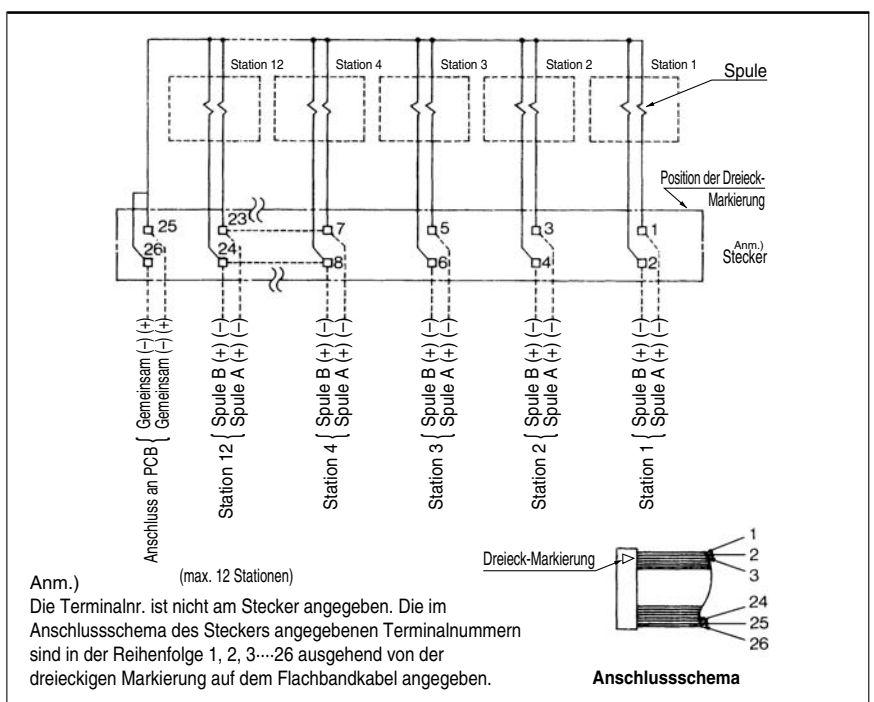 Station 12
Station 4
Station 3
Station 2
Station 1
Spule
Position der Dreieck-
Markierung
25
23
7
5
3
1
Anm.)
Stecker
26
24
8
6
4
2
Anschluss an PCB { Gemeinsam (−) (+)
Gemeinsam (−) (+)
Station 12 { Spule B (+) (−)
Spule A (+) (−)
Station 4 { Spule B (+) (−)
Spule A (+) (−)
Station 3 { Spule B (+) (−)
Spule A (+) (−)
Station 2 { Spule B (+) (−)
Spule A (+) (−)
Station 1 { Spule B (+) (−)
Spule A (+) (−)
(max. 12 Stationen)
Anm.)
Die Terminalnr. ist nicht am Stecker angegeben. Die im
Anschlussschema des Steckers angegebenen Terminalnummern
sind in der Reihenfolge 1, 2, 3····26 ausgehend von der
dreieckigen Markierung auf dem Flachbandkabel angegeben.
Dreieck-Markierung
1
2
3
24
25
26
Anschlussschema